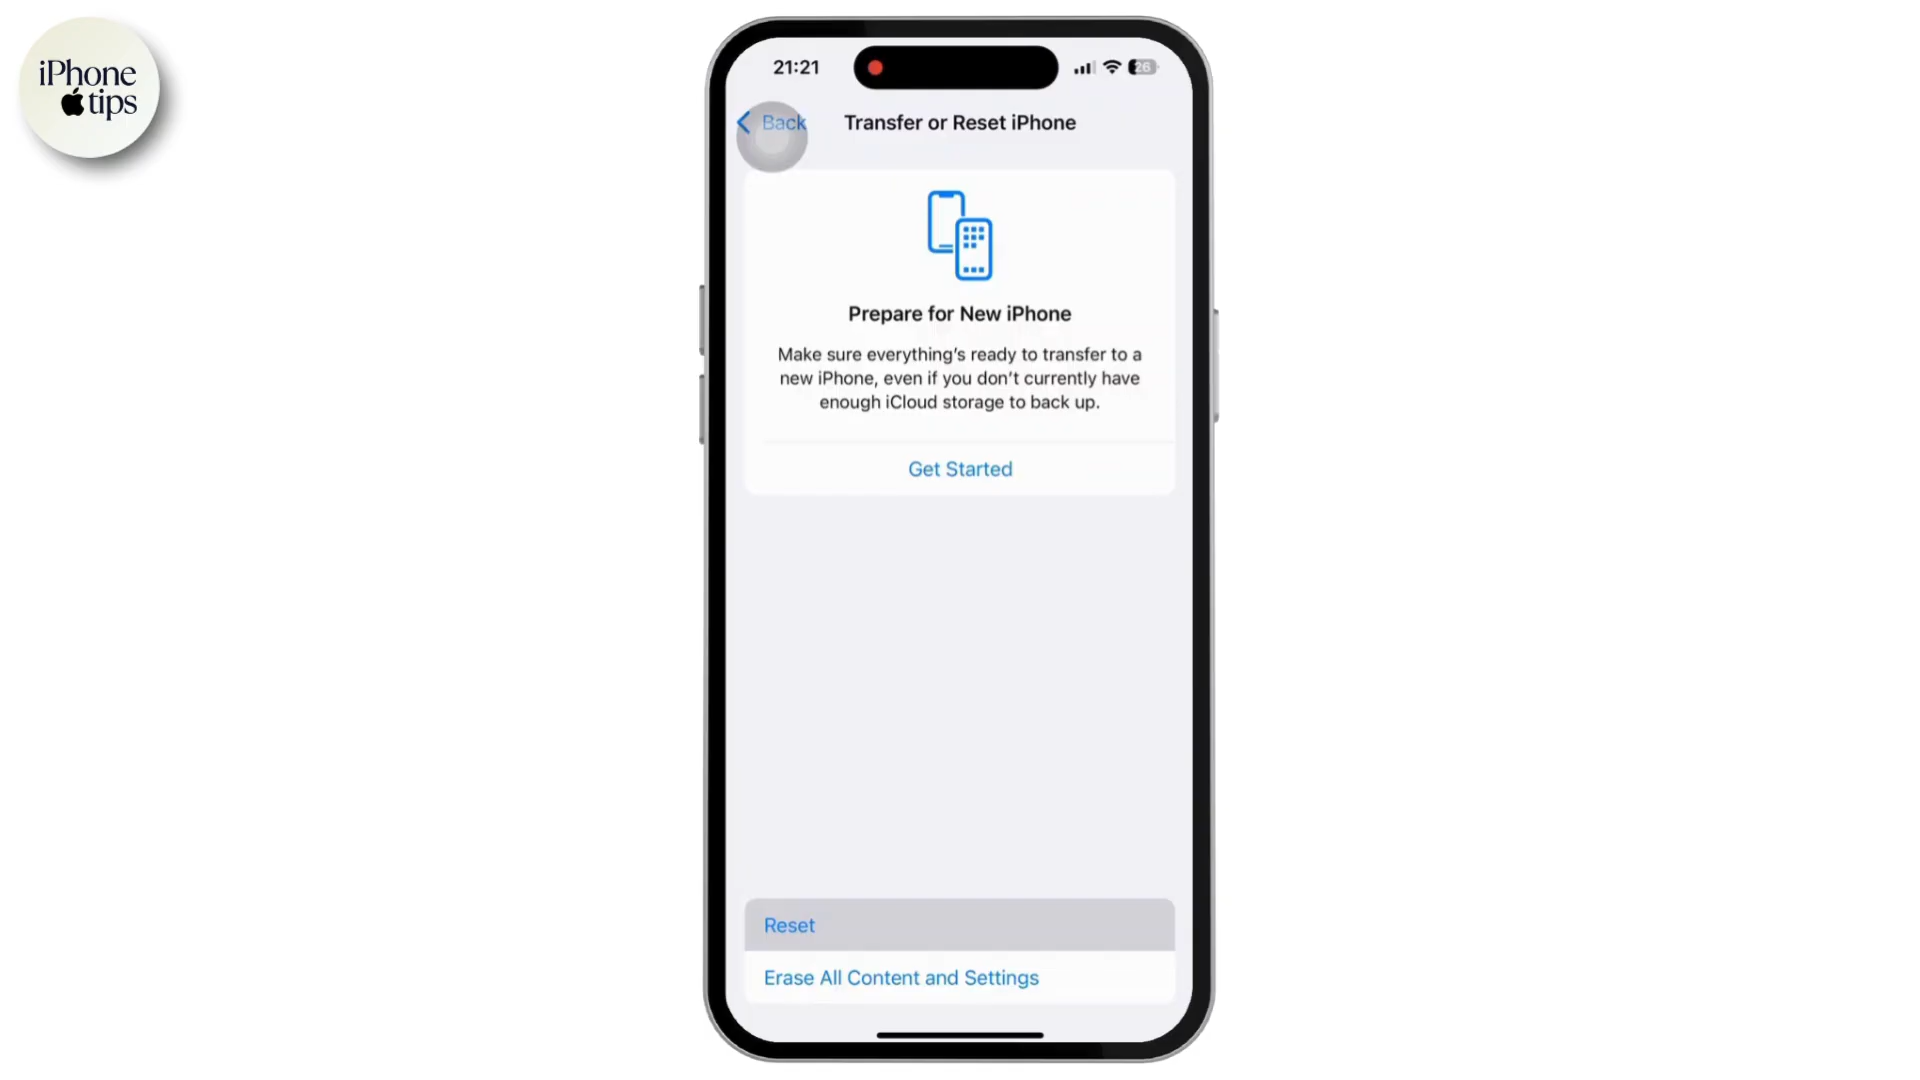 iPhone
tips
21:21
26
Back
Transfer or Reset iPhone
Prepare for New iPhone
Make sure everything's ready to transfer to a
new iPhone, even if you don't currently have
enough iCloud storage to back up.
Get Started
Reset
Erase All Content and Settings